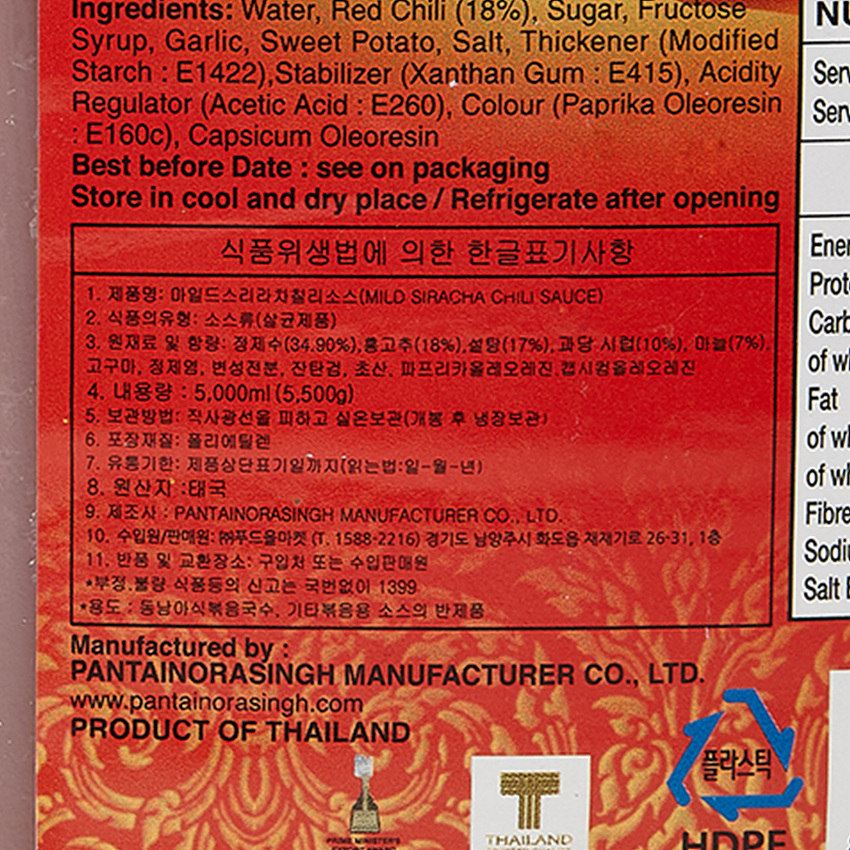 Ingredients: Water, Red Chili (18%), Sugar, Fructose
Syrup, Garlic, Sweet Potato, Salt, Thickener (Modified
Starch : E1422),Stabilizer (Xanthan Gum : E415), Acidity
Regulator (Acetic Acid : E260), Colour (Paprika Oleoresin
: E160c), Capsicum Oleoresin
Best before Date : see on packaging
Store in cool and dry place / Refrigerate after opening
식품위생법에 의한 한글표기사항
1. 제품명: 마일드스리라차칠리소스(MILD SIRACHA CHILI SAUCE)
2. 식품의유형: 소스류(살균제품)
3. 원재료 및 함량: 정제수(34.90%),홍고추(18%),설탕(17%),과당 시럽(10%), 마늘(7%),
고구마, 정제염, 변성전분, 잔탄검, 초산, 파프리카올레오레진,캡시컴올레오레진
4. 내용량 : 5,000ml (5,500g)
5. 보관방법: 직사광선을 피하고 실온보관(개봉 후 냉장보관)
6. 포장재질: 폴리에틸렌
7. 유통기한: 제품상단표기일까지(읽는법:일-월-년)
8. 원산지 :태국
9. 제조사 : PANTAINORASINGH MANUFACTURER CO., LTD.
10. 수입원/판매원: ㈜푸드올마켓 (T. 1588-2216) 경기도 남양주시 화도읍 재재기로 26-31, 1층
11. 반품 및 교환장소: 구입처 또는 수입판매원
*부정,불량 식품등의 신고는 국번없이 1399
*용도 : 동남아식볶음국수, 기타볶음용 소스의 반제품
Manufactured by :
PANTAINORASINGH MANUFACTURER CO., LTD.
www.pantainorasingh.com
PRODUCT OF THAILAND
플라스틱
HDPE
PRIME MINISTER'S
THAILAND
Ener
Prote
Carb
of wh
Fat
of wh
of wh
Fibre
Sodiu
Salt E